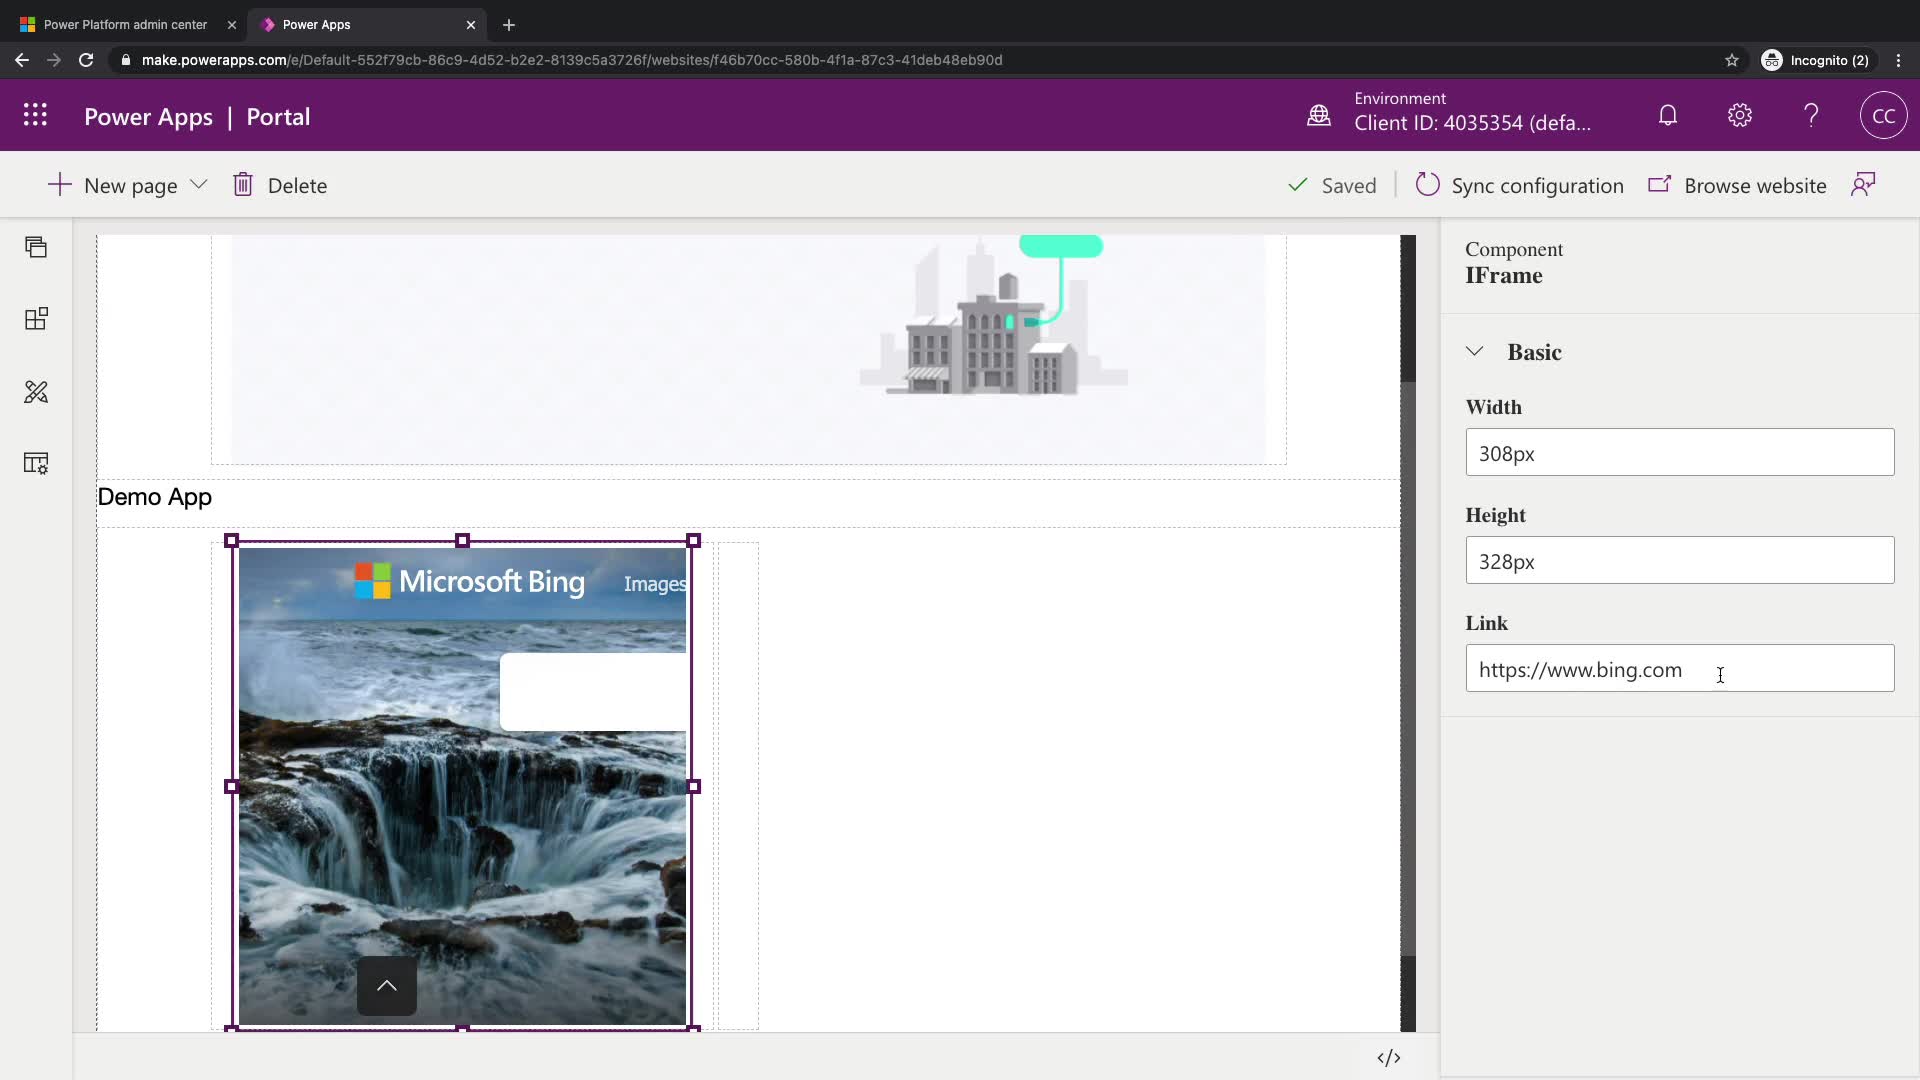 Power Platform admin center
Power Apps
make.powerapps.com/e/Default-552f79cb-86c9-4d52-b2e2-8139c5a3726f/websites/f46b70cc-580b-4f1a-87c3-41deb48eb90d
Incognito (2)
Power Apps | Portal
Environment
Client ID: 4035354 (defa...
CC
New page
Delete
Saved
Sync configuration
Browse website
Component
IFrame
Basic
Width
308px
Height
328px
Link
https://www.bing.com
Demo App
Microsoft Bing
Images
</>